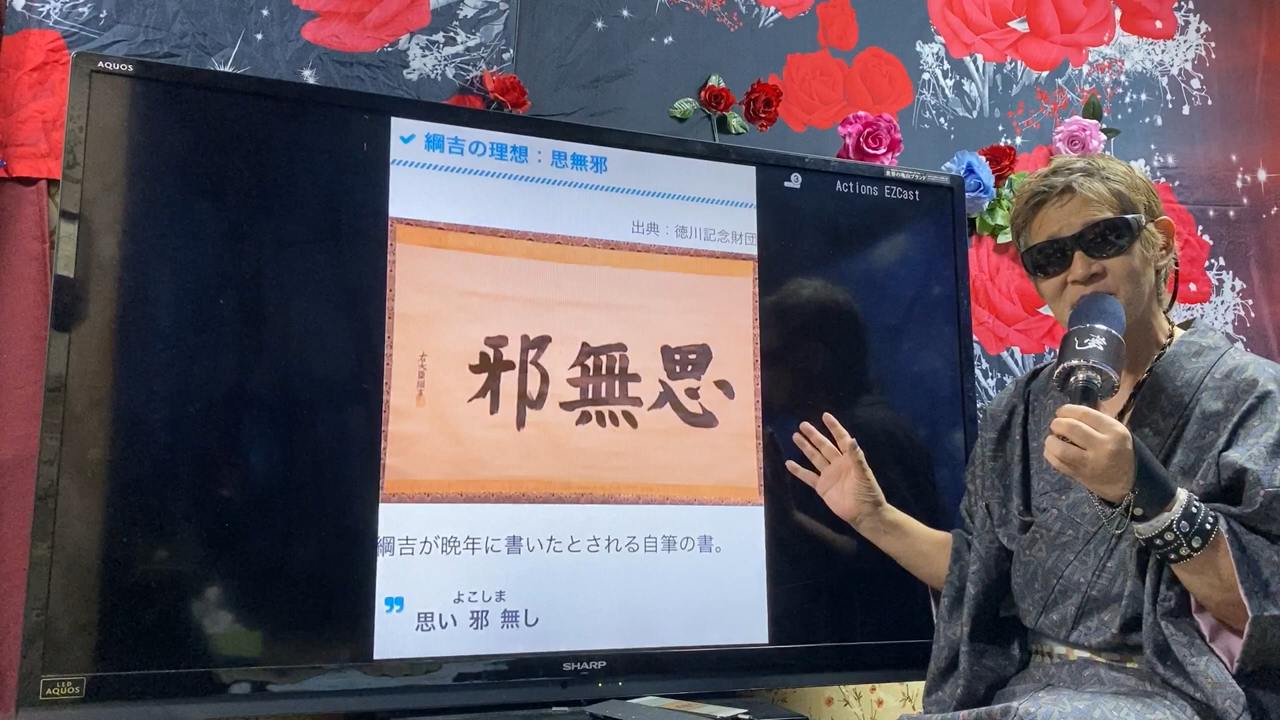 AQUOS
綱吉の理想：思無邪
Actions EZCast
出典：徳川記念財団
思無邪
綱吉が晩年に書いたとされる自筆の書。
よこしま
思い 邪 無し
SHARP
LED
AQUOS